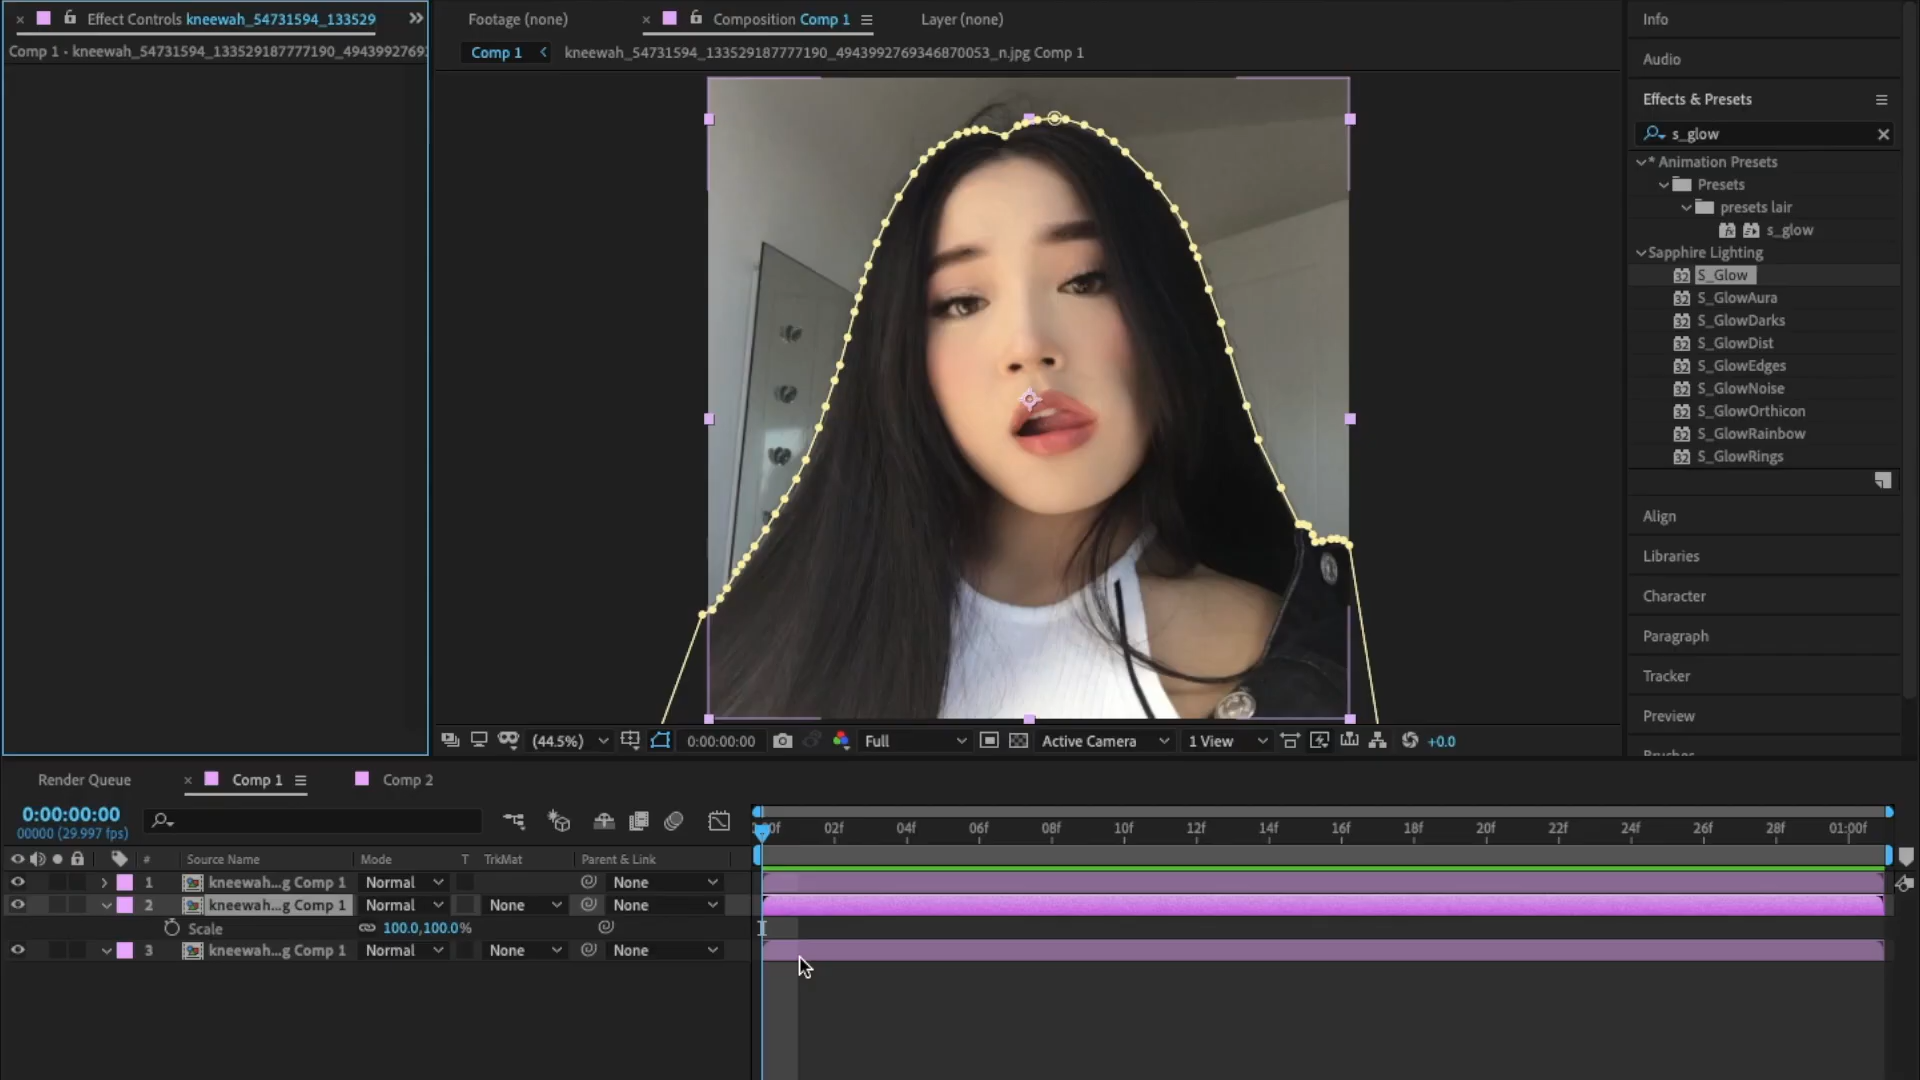 Effect Controls kneewah_54731594_133529
Comp 1 · kneewah_54731594_133529187777190_49439927693
Footage (none)
Composition Comp 1
Layer (none)
Comp 1
kneewah_54731594_133529187777190_4943992769346870053_n.jpg Comp 1
Info
Audio
Effects & Presets
s_glow
* Animation Presets
Presets
presets lair
s_glow
Sapphire Lighting
S_Glow
S_GlowAura
S_GlowDarks
S_GlowDist
S_GlowEdges
S_GlowNoise
S_GlowOrthicon
S_GlowRainbow
S_GlowRings
Align
Libraries
Character
Paragraph
Tracker
Preview
(44.5%)
0:00:00:00
Full
Active Camera
1 View
+0.0
Render Queue
Comp 1
Comp 2
0:00:00:00
00000 (29.997 fps)
02f 04f 06f 08f 10f 12f 14f 16f 18f 20f 22f 24f 26f 28f 01:00f
# Source Name Mode T TrkMat Parent & Link
1 kneewah...g Comp 1 Normal None
2 kneewah...g Comp 1 Normal None None
Scale 100.0,100.0%
3 kneewah...g Comp 1 Normal None None